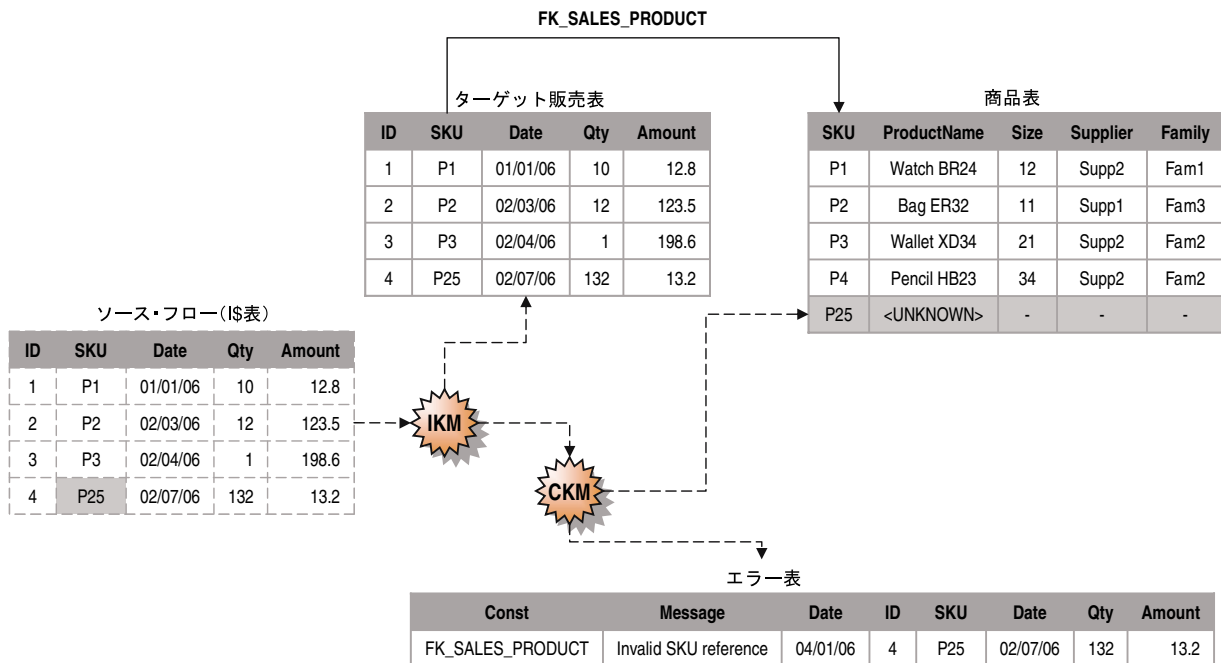 FK_SALES_PRODUCT
ターゲット販売表
ID SKU Date Qty Amount
1 P1 01/01/06 10 12.8
2 P2 02/03/06 12 123.5
3 P3 02/04/06 1 198.6
4 P25 02/07/06 132 13.2
商品表
SKU ProductName Size Supplier Family
P1 Watch BR24 12 Supp2 Fam1
P2 Bag ER32 11 Supp1 Fam3
P3 Wallet XD34 21 Supp2 Fam2
P4 Pencil HB23 34 Supp2 Fam2
P25 <UNKNOWN> - - -
ソース・フロー(I$表)
ID SKU Date Qty Amount
1 P1 01/01/06 10 12.8
2 P2 02/03/06 12 123.5
3 P3 02/04/06 1 198.6
4 P25 02/07/06 132 13.2
IKM
CKM
エラー表
Const Message Date ID SKU Date Qty Amount
FK_SALES_PRODUCT Invalid SKU reference 04/01/06 4 P25 02/07/06 132 13.2